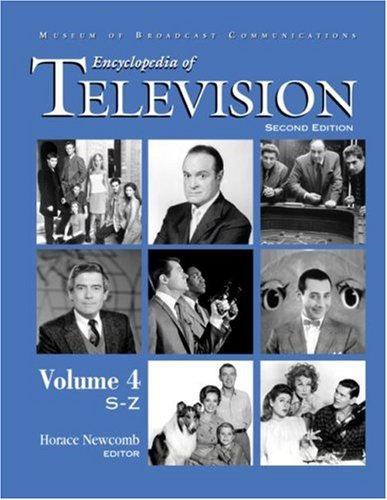 MUSEUM OF BROADCAST COMMUNICATIONS
Encyclopedia of
TELEVISION
SECOND EDITION
Volume 4
S-Z
Horace Newcomb
EDITOR